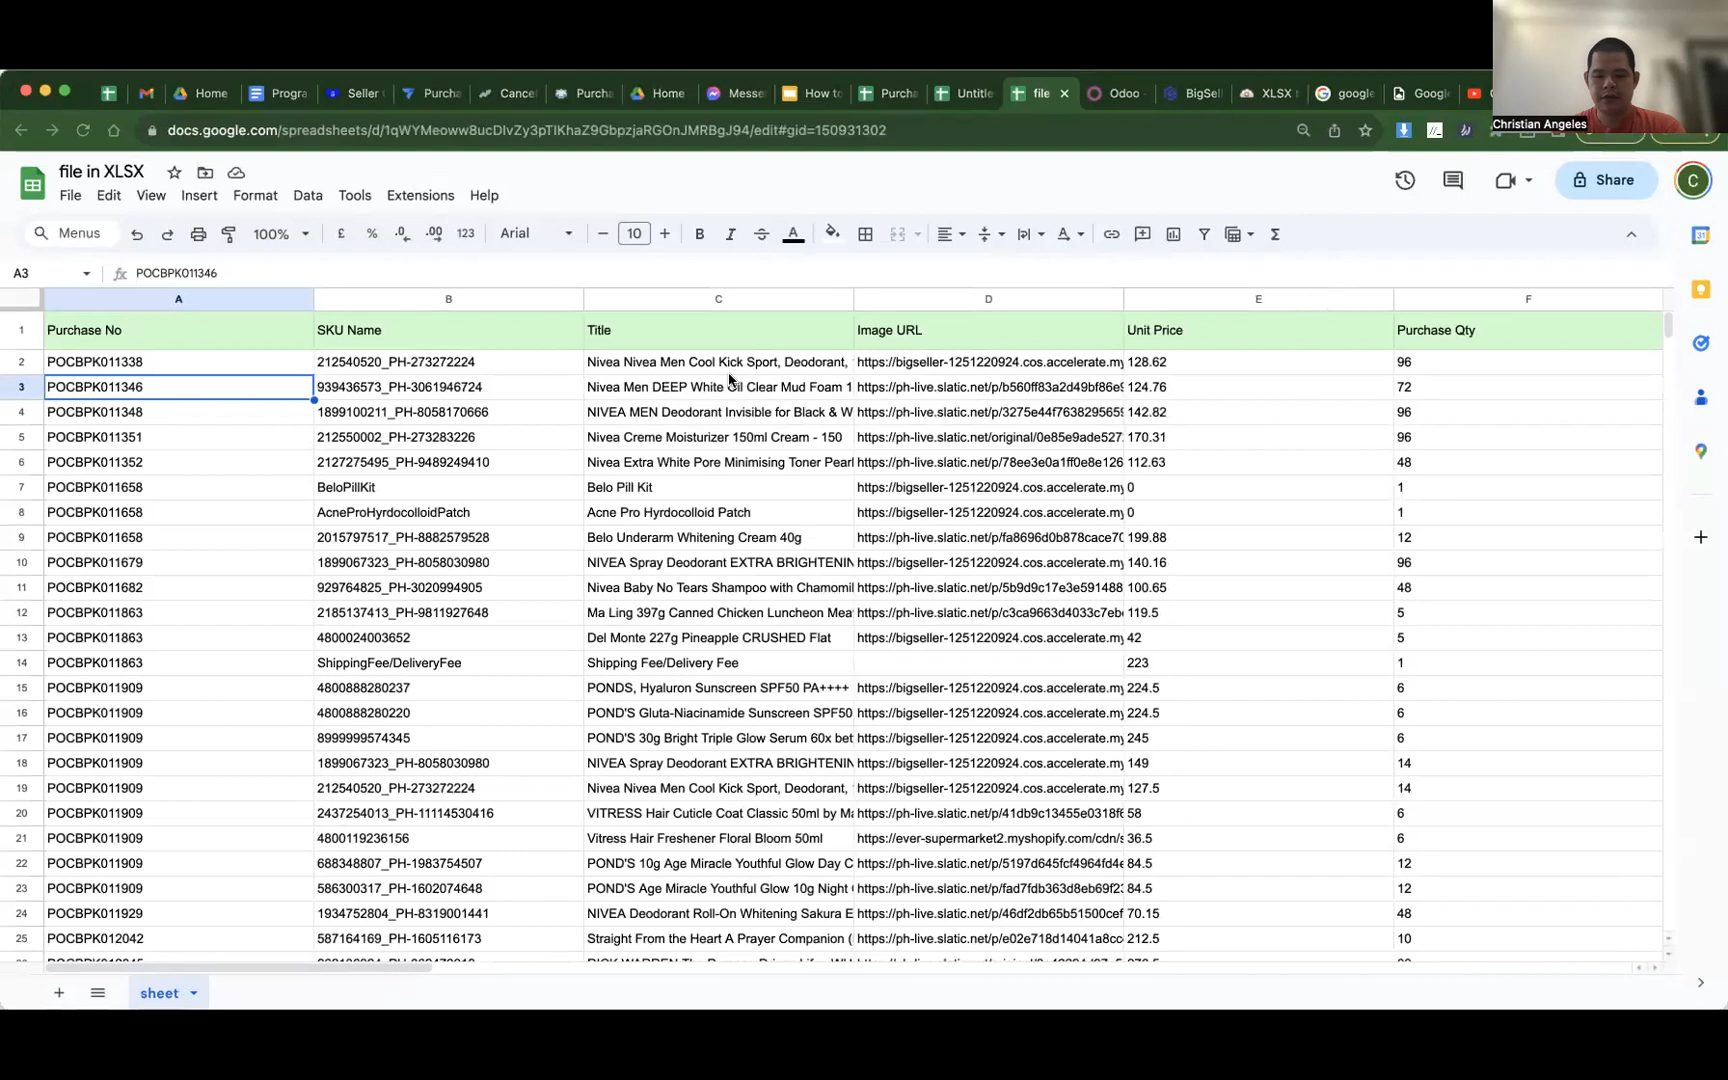 Home
Progra
Seller
Purcha
Cance
Purcha
Home
Messe
How to
Purcha
Untitle
file
Odoo
BigSell
XLSX
google
Googl
Christian Angeles
docs.google.com/spreadsheets/d/1qWYMeoww8ucDIvZy3pTIKhaZ9GbpzjaRGOnJMRBgJ94/edit#gid=150931302
file in XLSX
File Edit View Insert Format Data Tools Extensions Help
Share
C
Menus 100% £ % .0 .00 123 Arial 10 B I A
A3 POCBPK011346
A B C D E F
1 Purchase No SKU Name Title Image URL Unit Price Purchase Qty
2 POCBPK011338 212540520_PH-273272224 Nivea Nivea Men Cool Kick Sport, Deodorant, https://bigseller-1251220924.cos.accelerate.my 128.62 96
3 POCBPK011346 939436573_PH-3061946724 Nivea Men DEEP White Oil Clear Mud Foam 1 https://ph-live.slatic.net/p/b560ff83a2d49bf86e9 124.76 72
4 POCBPK011348 1899100211_PH-8058170666 NIVEA MEN Deodorant Invisible for Black & W https://ph-live.slatic.net/p/3275e44f7638295659 142.82 96
5 POCBPK011351 212550002_PH-273283226 Nivea Creme Moisturizer 150ml Cream - 150 https://ph-live.slatic.net/original/0e85e9ade527 170.31 96
6 POCBPK011352 2127275495_PH-9489249410 Nivea Extra White Pore Minimising Toner Pearl https://ph-live.slatic.net/p/78ee3e0a1ff0e8e126 112.63 48
7 POCBPK011658 BeloPillKit Belo Pill Kit https://bigseller-1251220924.cos.accelerate.my 0 1
8 POCBPK011658 AcneProHyrdocolloidPatch Acne Pro Hyrdocolloid Patch https://bigseller-1251220924.cos.accelerate.my 0 1
9 POCBPK011658 2015797517_PH-8882579528 Belo Underarm Whitening Cream 40g https://ph-live.slatic.net/p/fa8696d0b878cace70 199.88 12
10 POCBPK011679 1899067323_PH-8058030980 NIVEA Spray Deodorant EXTRA BRIGHTENIN https://bigseller-1251220924.cos.accelerate.my 140.16 96
11 POCBPK011682 929764825_PH-3020994905 Nivea Baby No Tears Shampoo with Chamomil https://ph-live.slatic.net/p/5b9d9c17e3e591488 100.65 48
12 POCBPK011863 2185137413_PH-9811927648 Ma Ling 397g Canned Chicken Luncheon Mea https://ph-live.slatic.net/p/c3ca9663d4033c7eb 119.5 5
13 POCBPK011863 4800024003652 Del Monte 227g Pineapple CRUSHED Flat https://bigseller-1251220924.cos.accelerate.my 42 5
14 POCBPK011863 ShippingFee/DeliveryFee Shipping Fee/Delivery Fee 223 1
15 POCBPK011909 4800888280237 PONDS, Hyaluron Sunscreen SPF50 PA++++ https://bigseller-1251220924.cos.accelerate.my 224.5 6
16 POCBPK011909 4800888280220 POND'S Gluta-Niacinamide Sunscreen SPF50 https://bigseller-1251220924.cos.accelerate.my 224.5 6
17 POCBPK011909 8999999574345 POND'S 30g Bright Triple Glow Serum 60x bet https://bigseller-1251220924.cos.accelerate.my 245 6
18 POCBPK011909 1899067323_PH-8058030980 NIVEA Spray Deodorant EXTRA BRIGHTENIN https://bigseller-1251220924.cos.accelerate.my 149 14
19 POCBPK011909 212540520_PH-273272224 Nivea Nivea Men Cool Kick Sport, Deodorant, https://bigseller-1251220924.cos.accelerate.my 127.5 14
20 POCBPK011909 2437254013_PH-11114530416 VITRESS Hair Cuticle Coat Classic 50ml by Ma https://ph-live.slatic.net/p/41db9c13455e0318f6 58 6
21 POCBPK011909 4800119236156 Vitress Hair Freshener Floral Bloom 50ml https://ever-supermarket2.myshopify.com/cdn/s 36.5 6
22 POCBPK011909 688348807_PH-1983754507 POND'S 10g Age Miracle Youthful Glow Day C https://ph-live.slatic.net/p/5197d645fcf4964fd4e 84.5 12
23 POCBPK011909 586300317_PH-1602074648 POND'S Age Miracle Youthful Glow 10g Night https://ph-live.slatic.net/p/fad7fdb363d8eb69f2 84.5 12
24 POCBPK011929 1934752804_PH-8319001441 NIVEA Deodorant Roll-On Whitening Sakura E https://ph-live.slatic.net/p/46df2db65b51500cef 70.15 48
25 POCBPK012042 587164169_PH-1605116173 Straight From the Heart A Prayer Companion ( https://ph-live.slatic.net/p/e02e718d14041a8cc 212.5 10
sheet